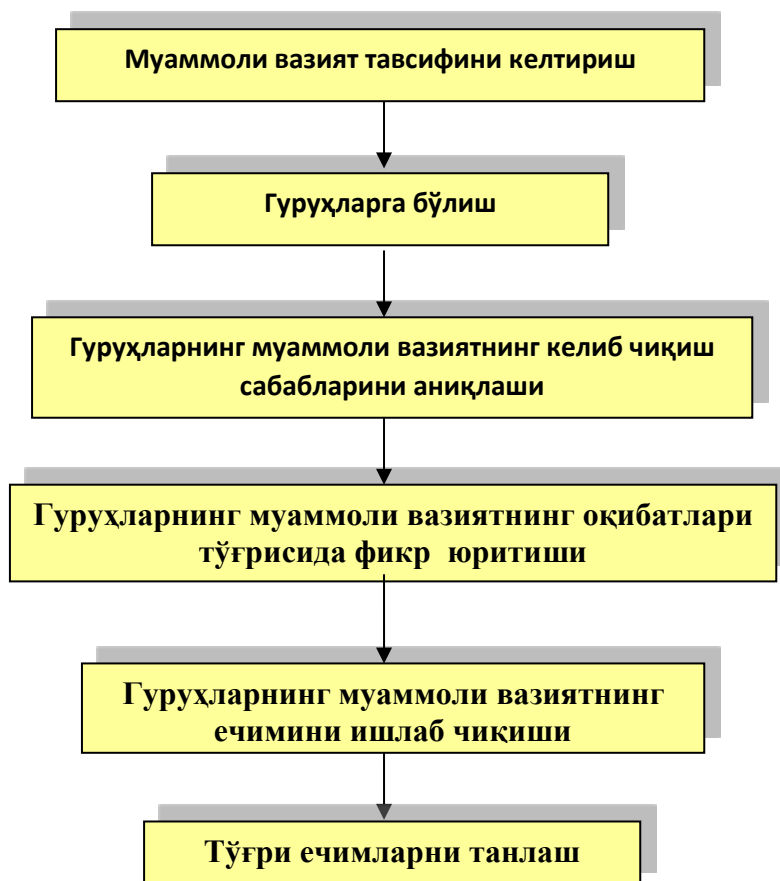 Муаммоли вазият тавсифини келтириш
Гуруҳларга бўлиш
Гуруҳларнинг муаммоли вазиятнинг келиб чиқиш
сабабларини аниқлаши
Гуруҳларнинг муаммоли вазиятнинг оқибатлари
тўғрисида фикр юритиши
Гуруҳларнинг муаммоли вазиятнинг
ечимини ишлаб чиқиши
Тўғри ечимларни танлаш